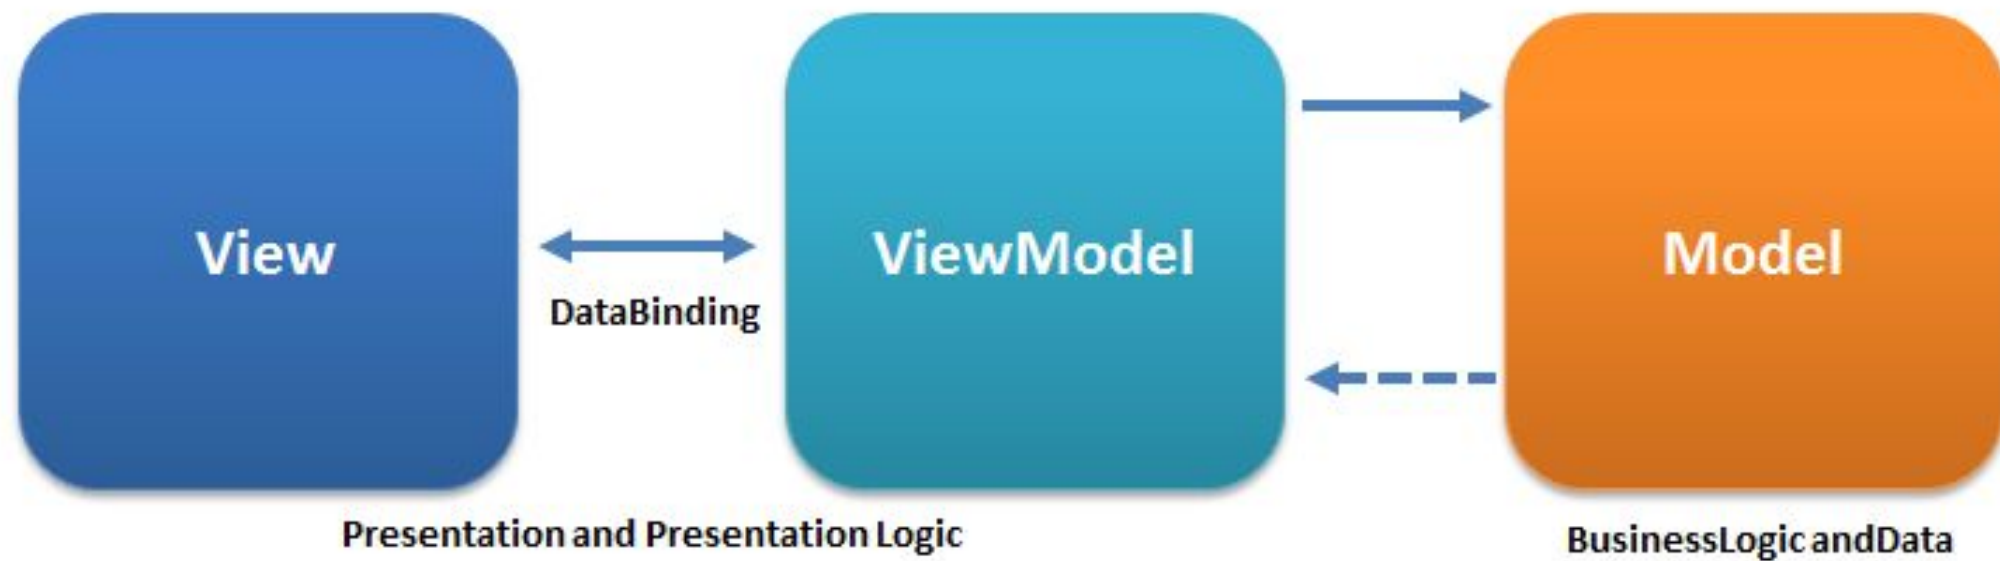 View
ViewModel
Model
DataBinding
Presentation and Presentation Logic
BusinessLogic andData